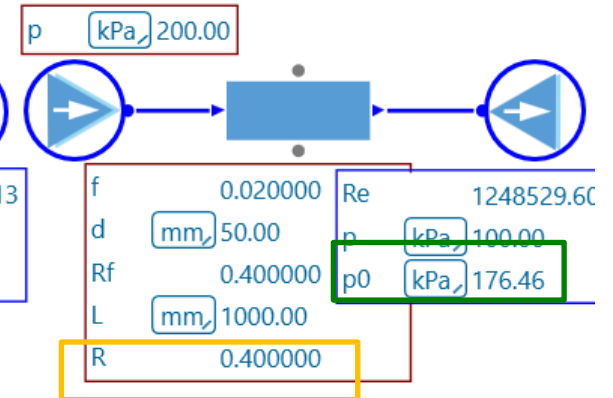 p kPa 200.00
13
f 0.020000
d mm 50.00
Rf 0.400000
L mm 1000.00
R 0.400000
Re 1248529.60
p kPa 100.00
p0 kPa 176.46